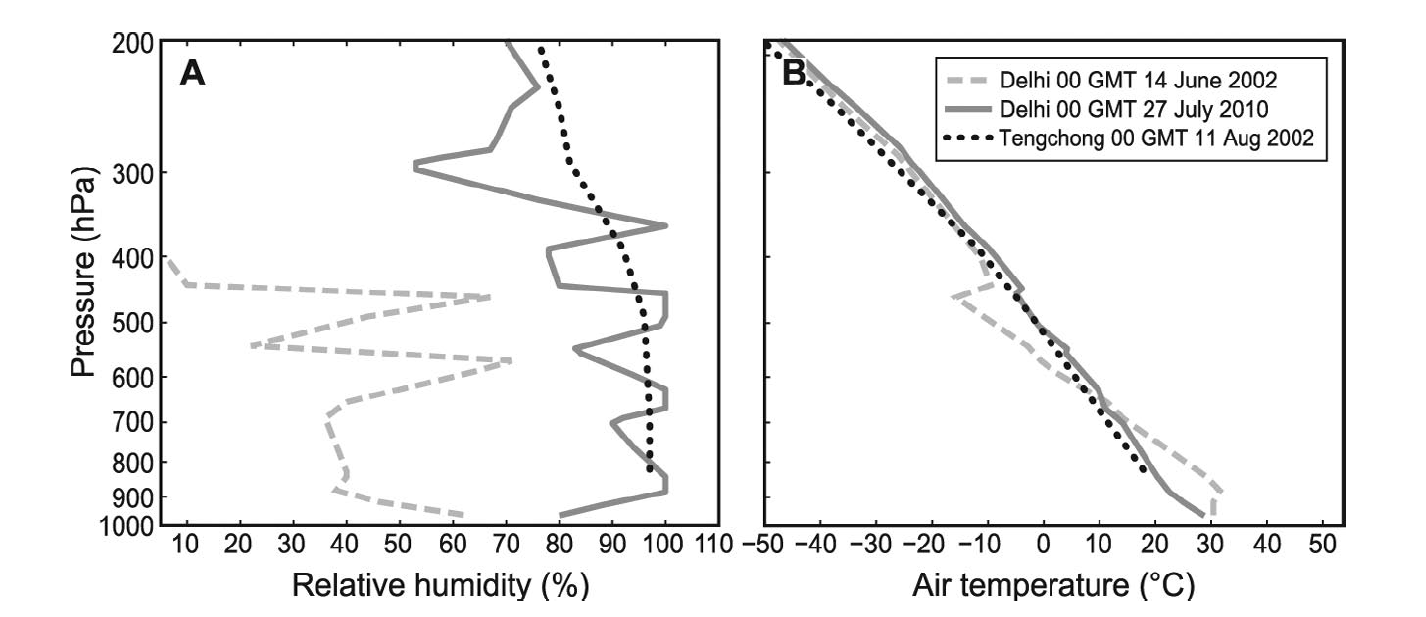 A
B
Delhi 00 GMT 14 June 2002
Delhi 00 GMT 27 July 2010
Tengchong 00 GMT 11 Aug 2002
Pressure (hPa)
200
300
400
500
600
700
800
900
1000
10 20 30 40 50 60 70 80 90 100 110
−50 −40 −30 −20 −10 0 10 20 30 40 50
Relative humidity (%)
Air temperature (°C)